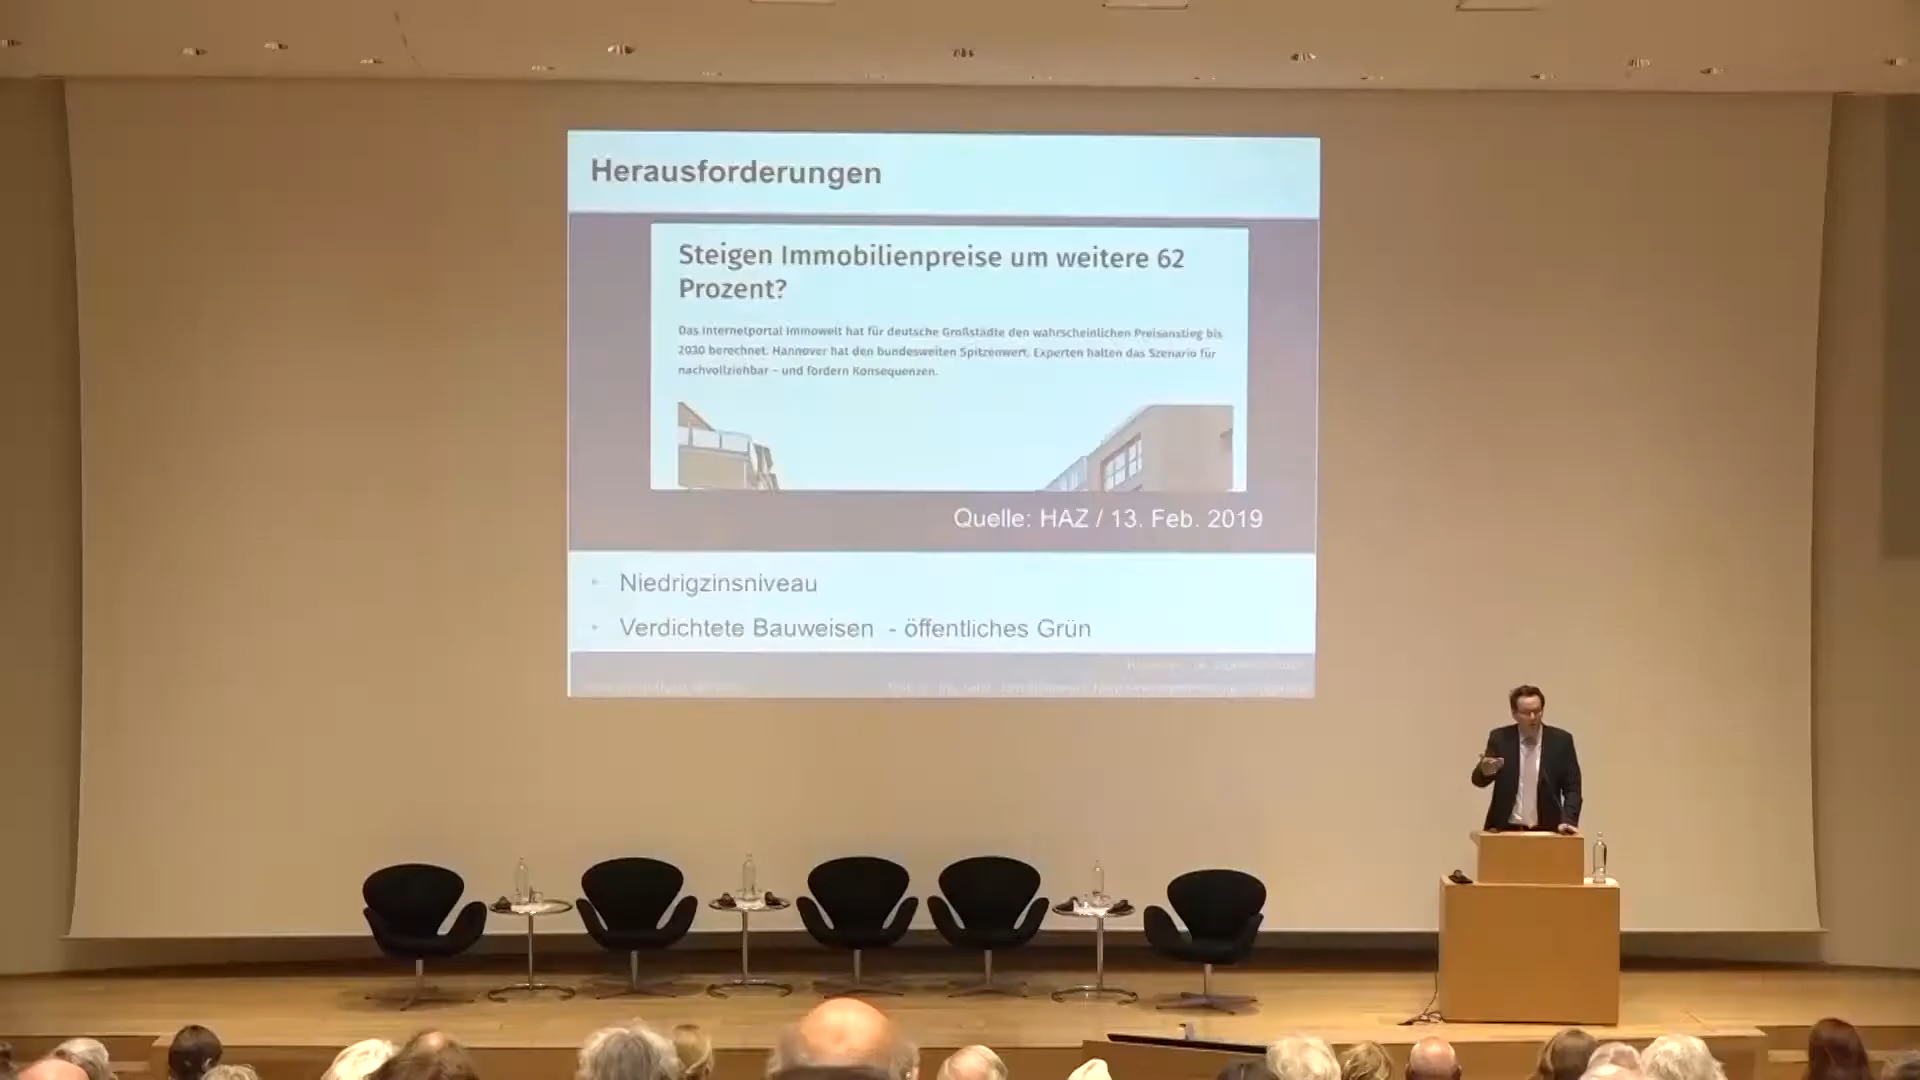 Herausforderungen
Steigen Immobilienpreise um weitere 62
Prozent?
Das Internetportal Immowelt hat für deutsche Großstädte den wahrscheinlichen Preisanstieg bis
2030 berechnet. Hannover hat den bundesweiten Spitzenwert. Experten halten das Szenario für
nachvollziehbar – und fordern Konsequenzen.
Quelle: HAZ / 13. Feb. 2019
• Niedrigzinsniveau
• Verdichtete Bauweisen - öffentliches Grün